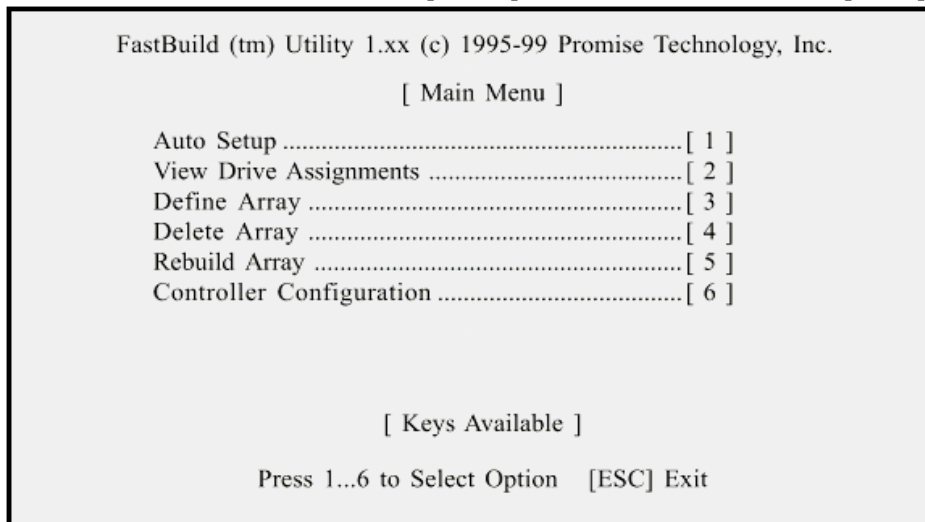 FastBuild (tm) Utility 1.xx (c) 1995-99 Promise Technology, Inc.
[ Main Menu ]
Auto Setup .............................................................[ 1 ]
View Drive Assignments .......................................[ 2 ]
Define Array .........................................................[ 3 ]
Delete Array ..........................................................[ 4 ]
Rebuild Array ........................................................[ 5 ]
Controller Configuration .....................................[ 6 ]
[ Keys Available ]
Press 1...6 to Select Option [ESC] Exit